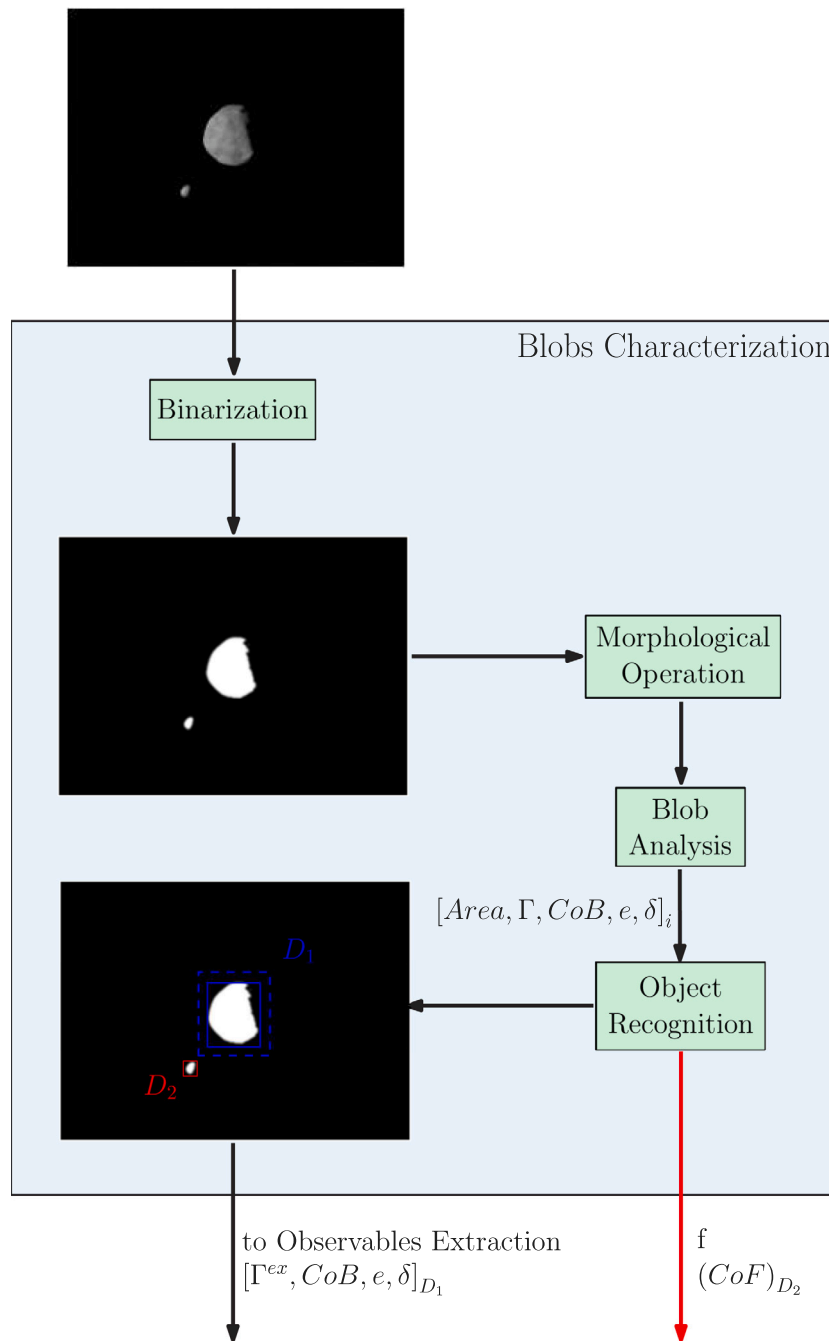 Blobs Characterization
Binarization
Morphological
Operation
Blob
Analysis
[Area, Γ, CoB, e, δ]_i
D_1
Object
Recognition
D_2
to Observables Extraction
[Γ^{ex}, CoB, e, δ]_{D_1}
f
(CoF)_{D_2}